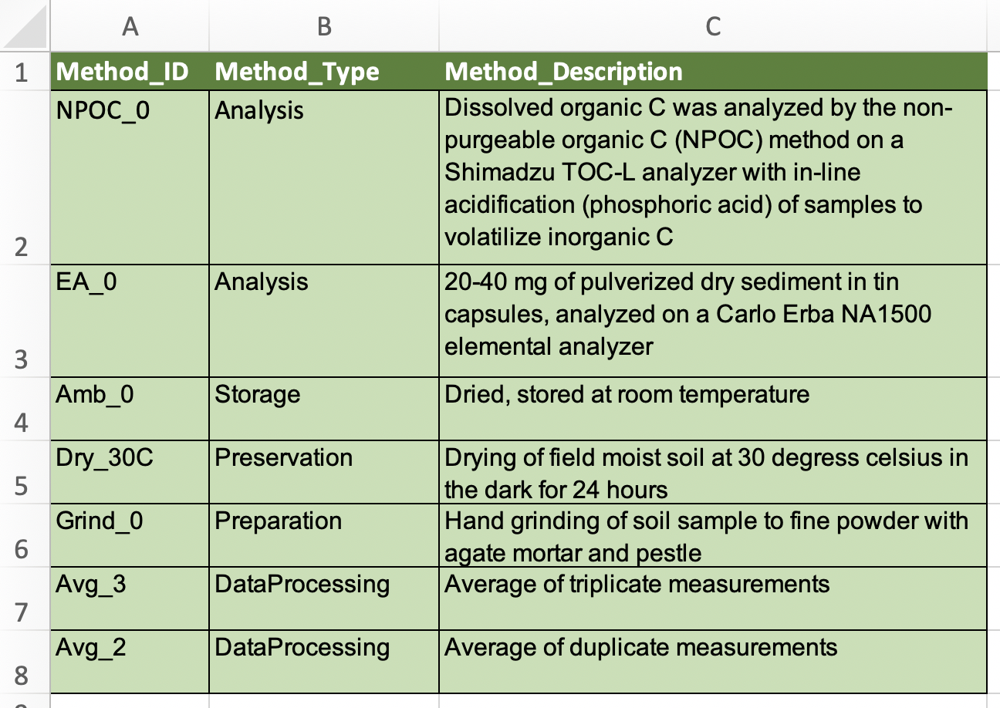 A B C
1 Method_ID Method_Type Method_Description
NPOC_0 Analysis Dissolved organic C was analyzed by the non-
purgeable organic C (NPOC) method on a
Shimadzu TOC-L analyzer with in-line
acidification (phosphoric acid) of samples to
2 volatilize inorganic C
EA_0 Analysis 20-40 mg of pulverized dry sediment in tin
capsules, analyzed on a Carlo Erba NA1500
3 elemental analyzer
Amb_0 Storage Dried, stored at room temperature
4
Dry_30C Preservation Drying of field moist soil at 30 degress celsius in
5 the dark for 24 hours
Grind_0 Preparation Hand grinding of soil sample to fine powder with
6 agate mortar and pestle
Avg_3 DataProcessing Average of triplicate measurements
7
Avg_2 DataProcessing Average of duplicate measurements
8